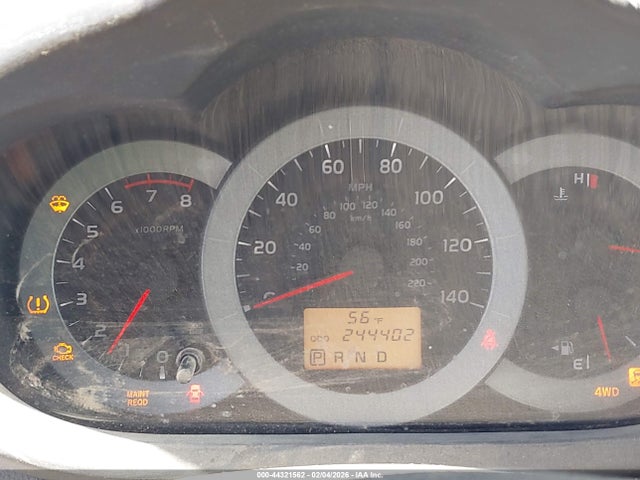 6 7 8
5
4
3
2
0
x1000RPM
CHECK
MAINT
REQD
0 20 40 60 80 100 120 140
MPH
km/h
20 40 60 80 100 120 140 160 180 200 220
56°F
ODO 244402
P R N D
H
E
4WD
000-44321562 - 02/04/2026 - IAA Inc.